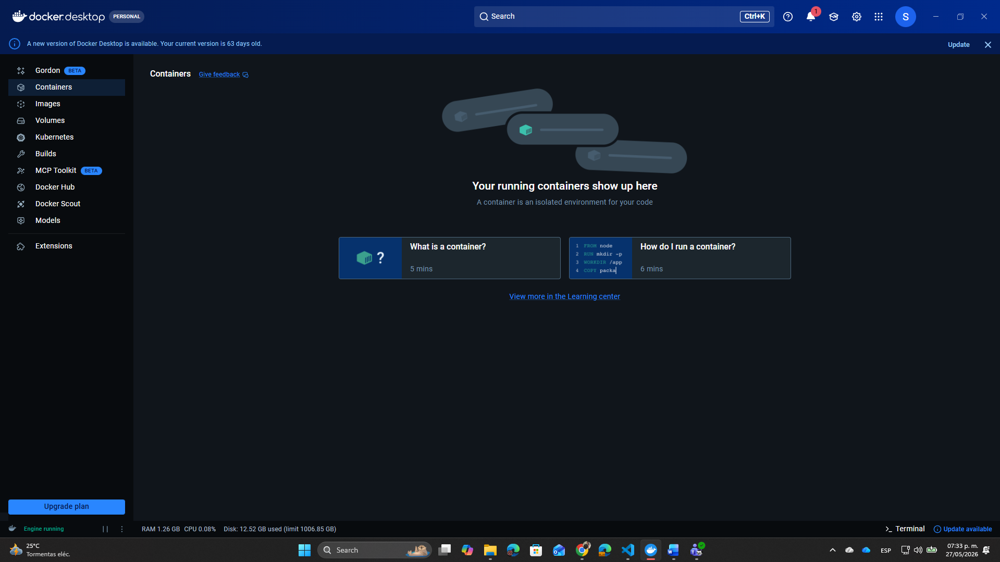 docker.desktop PERSONAL
Search Ctrl+K
1
S
A new version of Docker Desktop is available. Your current version is 63 days old.
Update
Gordon BETA
Containers
Images
Volumes
Kubernetes
Builds
MCP Toolkit BETA
Docker Hub
Docker Scout
Models
Extensions
Containers Give feedback
Your running containers show up here
A container is an isolated environment for your code
?
What is a container?
5 mins
1 FROM node
2 RUN mkdir -p
3 WORKDIR /app
4 COPY packa
How do I run a container?
6 mins
View more in the Learning center
Upgrade plan
Engine running
RAM 1.26 GB CPU 0.08% Disk: 12.52 GB used (limit 1006.85 GB)
Terminal
Update available
25°C
Tormentas eléc.
Search
ESP
07:33 p. m.
27/05/2026